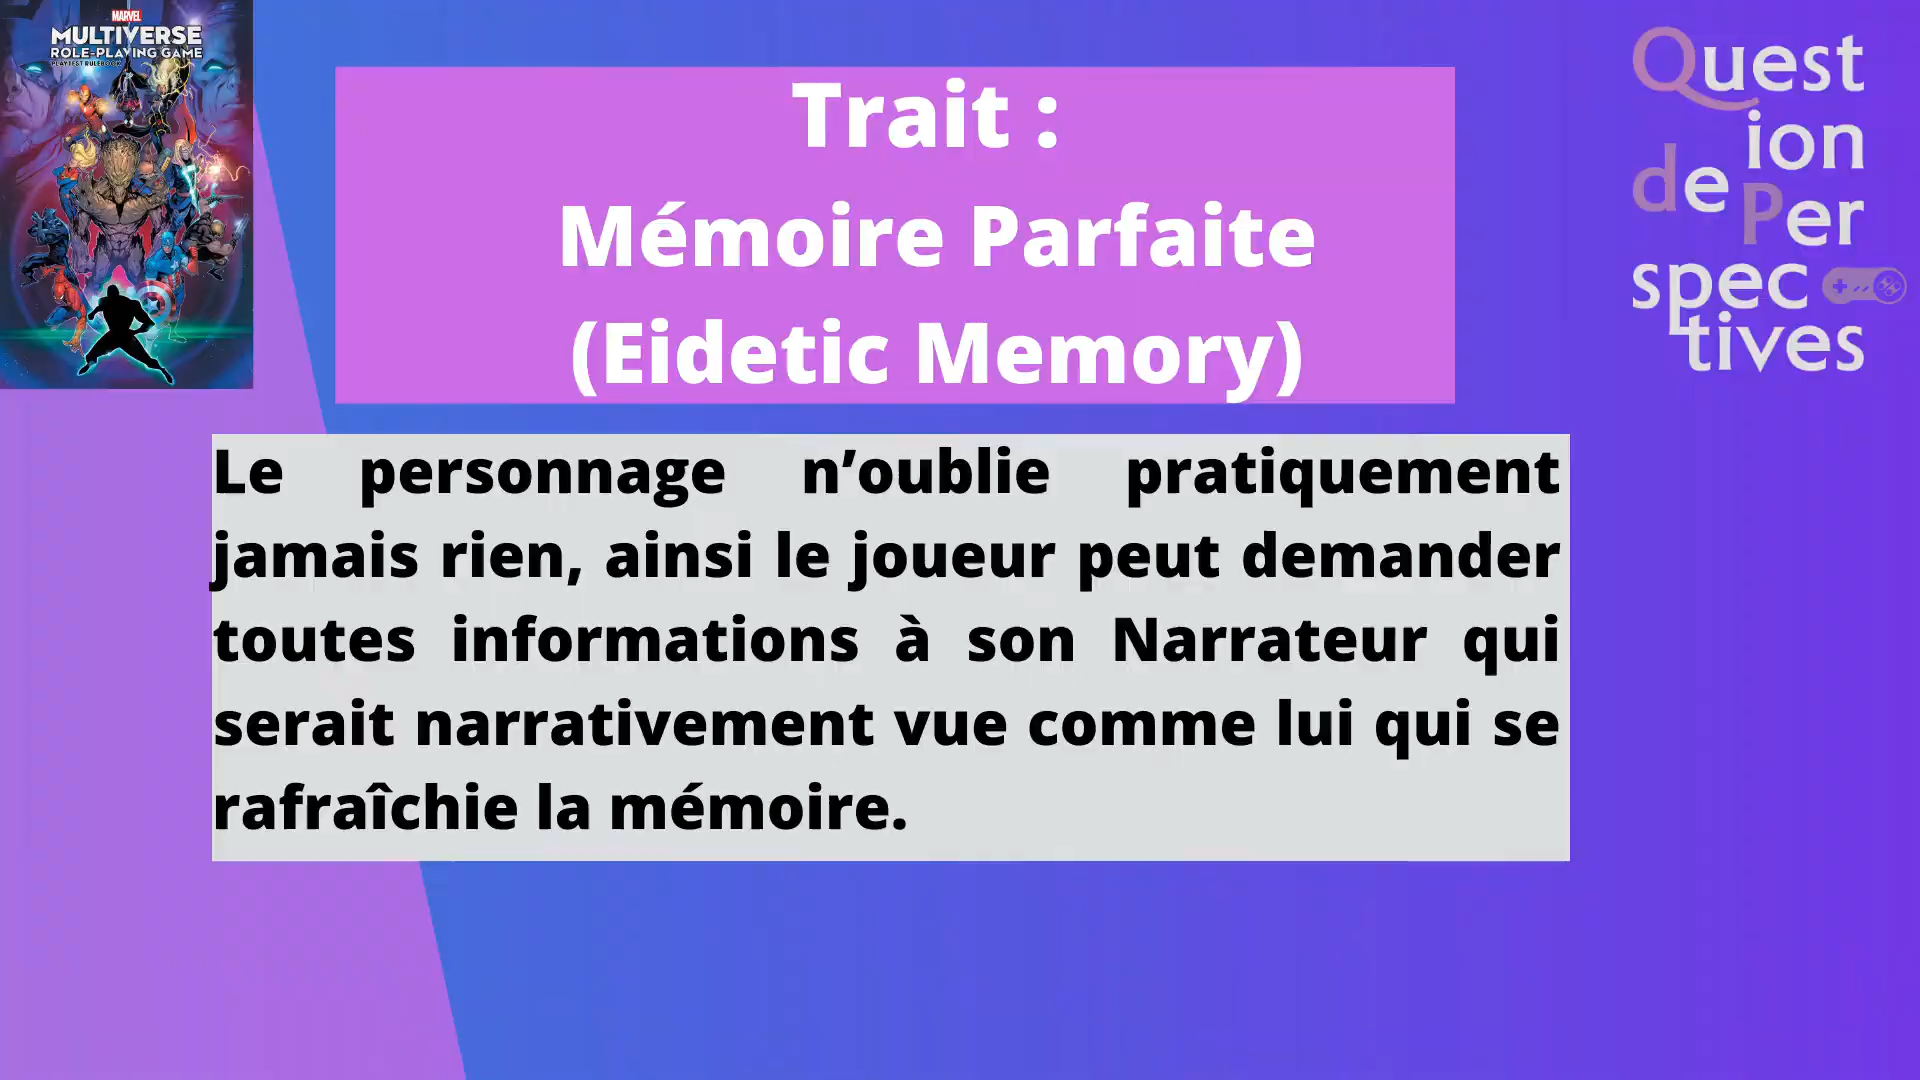 MARVEL
MULTIVERSE
ROLE-PLAYING GAME
PLAYTEST RULEBOOK
Trait :
Mémoire Parfaite
(Eidetic Memory)
Quest
ion
de Per
spec
tives
Le personnage n’oublie pratiquement
jamais rien, ainsi le joueur peut demander
toutes informations à son Narrateur qui
serait narrativement vue comme lui qui se
rafraîchie la mémoire.